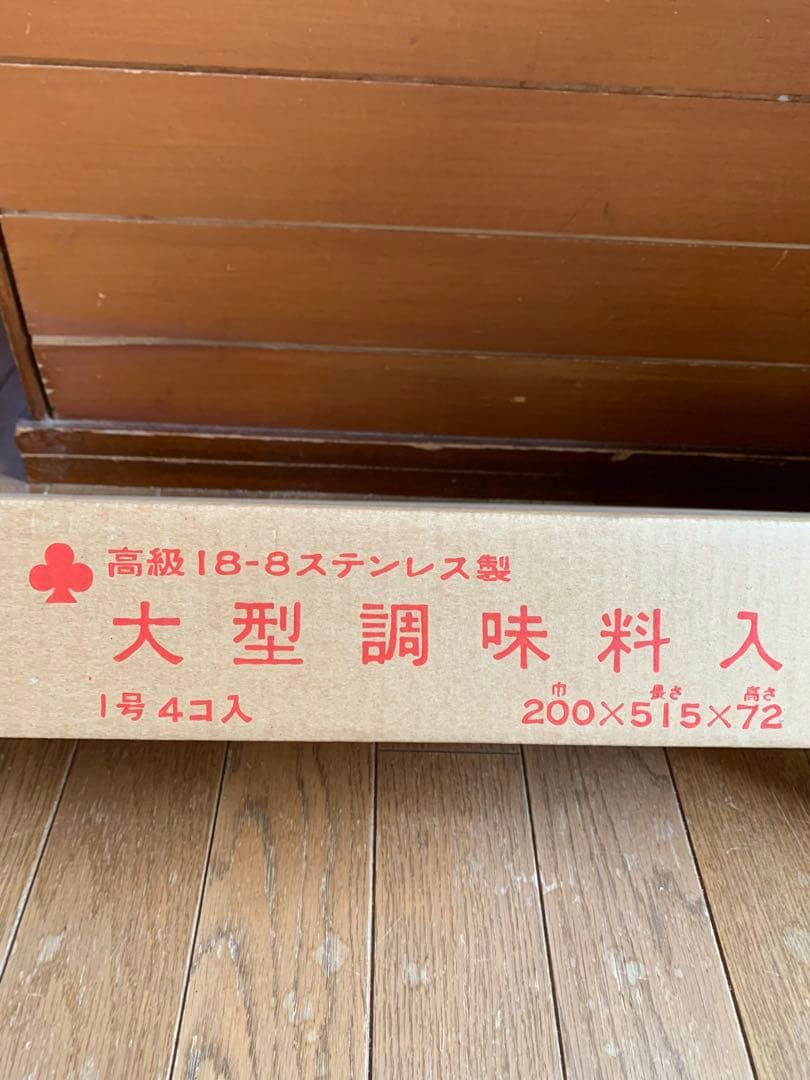 高級18-8ステンレス製
大型調味料入
1号4コ入
巾 長さ 高さ
200×515×72